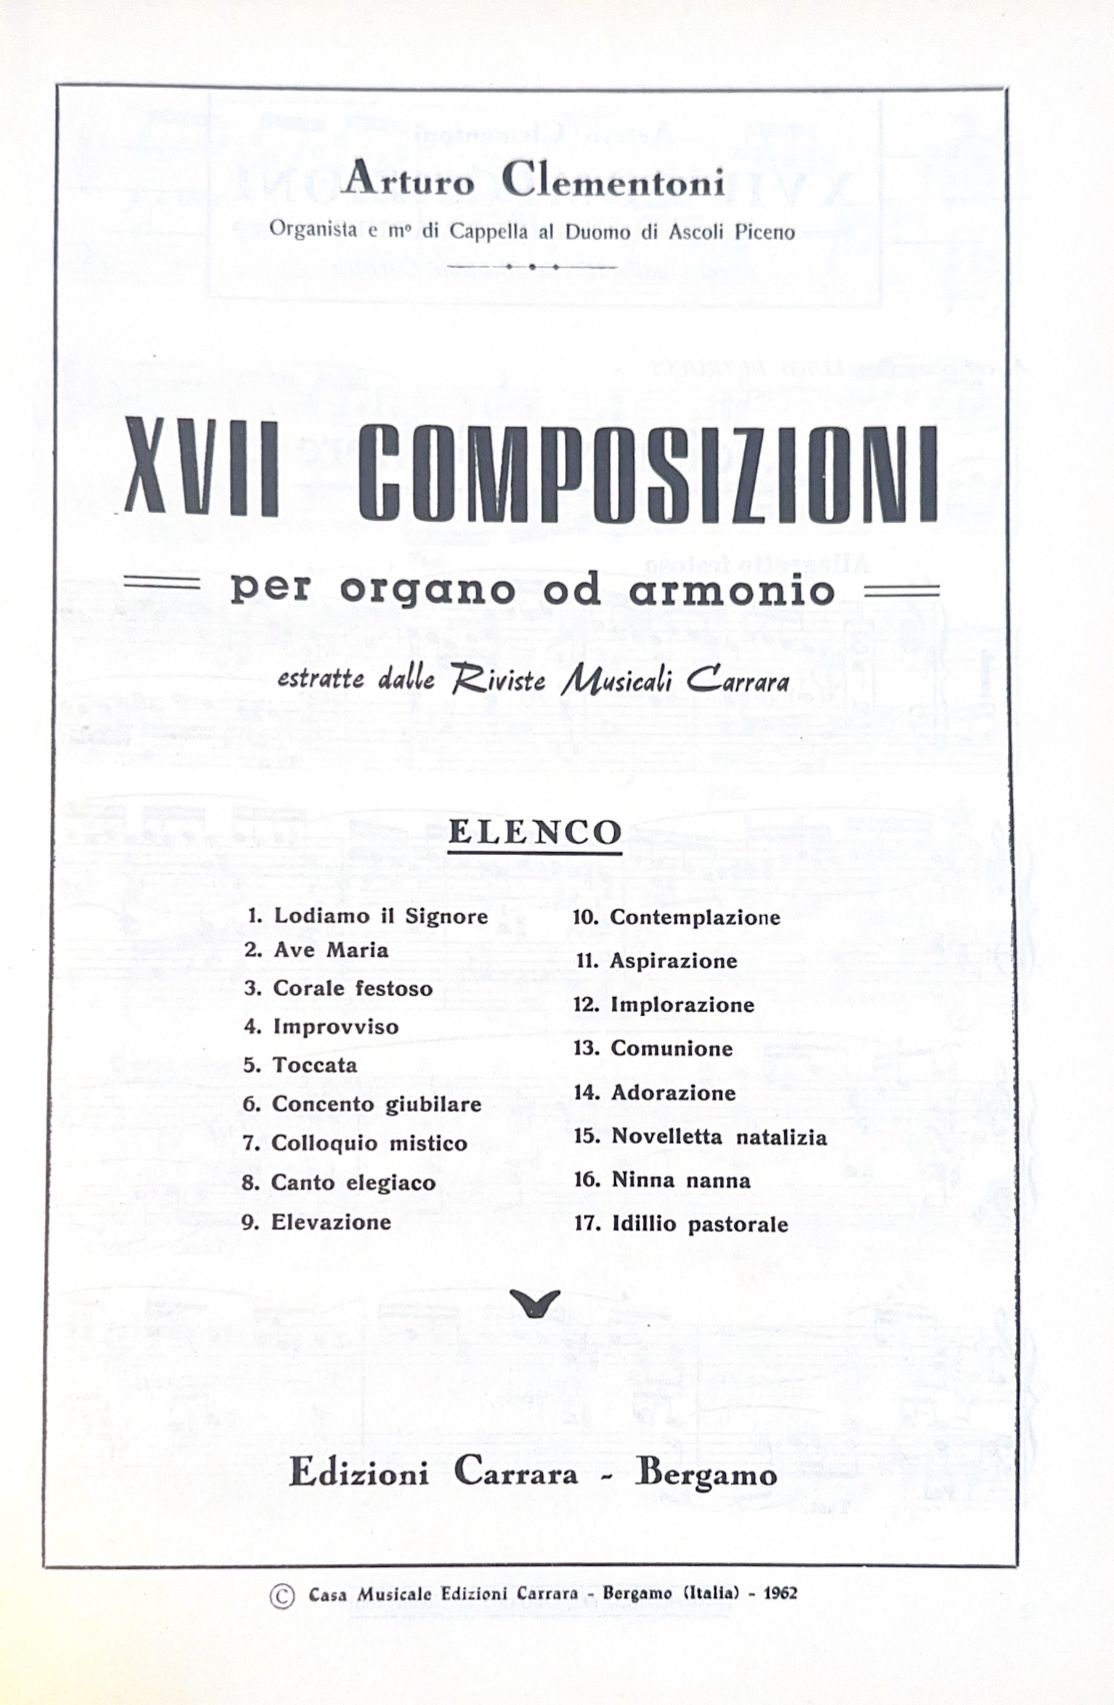 Arturo Clementoni
Organista e mº di Cappella al Duomo di Ascoli Piceno
XVII COMPOSIZIONI
per organo od armonio
estratte dalle Riviste Musicali Carrara
ELENCO
1. Lodiamo il Signore
2. Ave Maria
3. Corale festoso
4. Improvviso
5. Toccata
6. Concento giubilare
7. Colloquio mistico
8. Canto elegiaco
9. Elevazione
10. Contemplazione
11. Aspirazione
12. Implorazione
13. Comunione
14. Adorazione
15. Novelletta natalizia
16. Ninna nanna
17. Idillio pastorale
Edizioni Carrara - Bergamo
© Casa Musicale Edizioni Carrara - Bergamo (Italia) - 1962